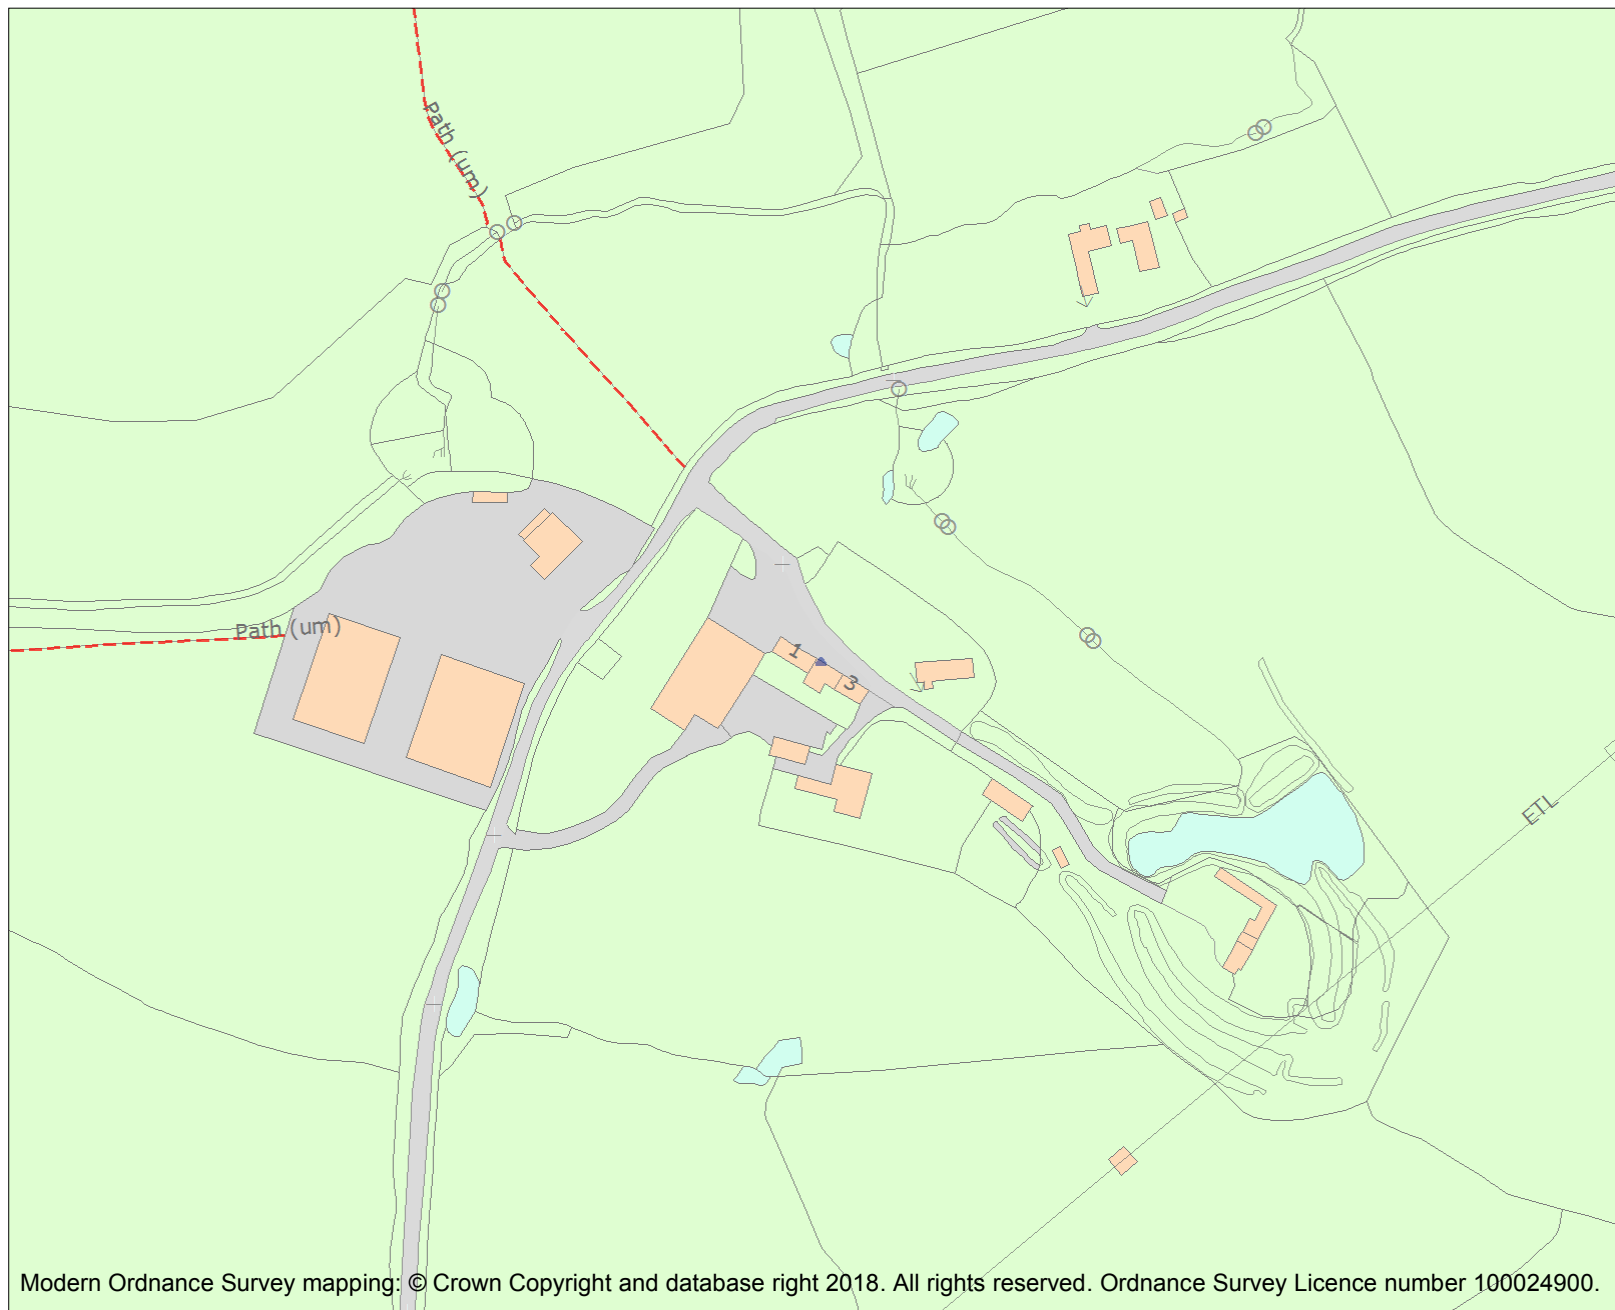 Path (um)
Path (um)
1
3
ETL
Modern Ordnance Survey mapping: © Crown Copyright and database right 2018. All rights reserved. Ordnance Survey Licence number 100024900.